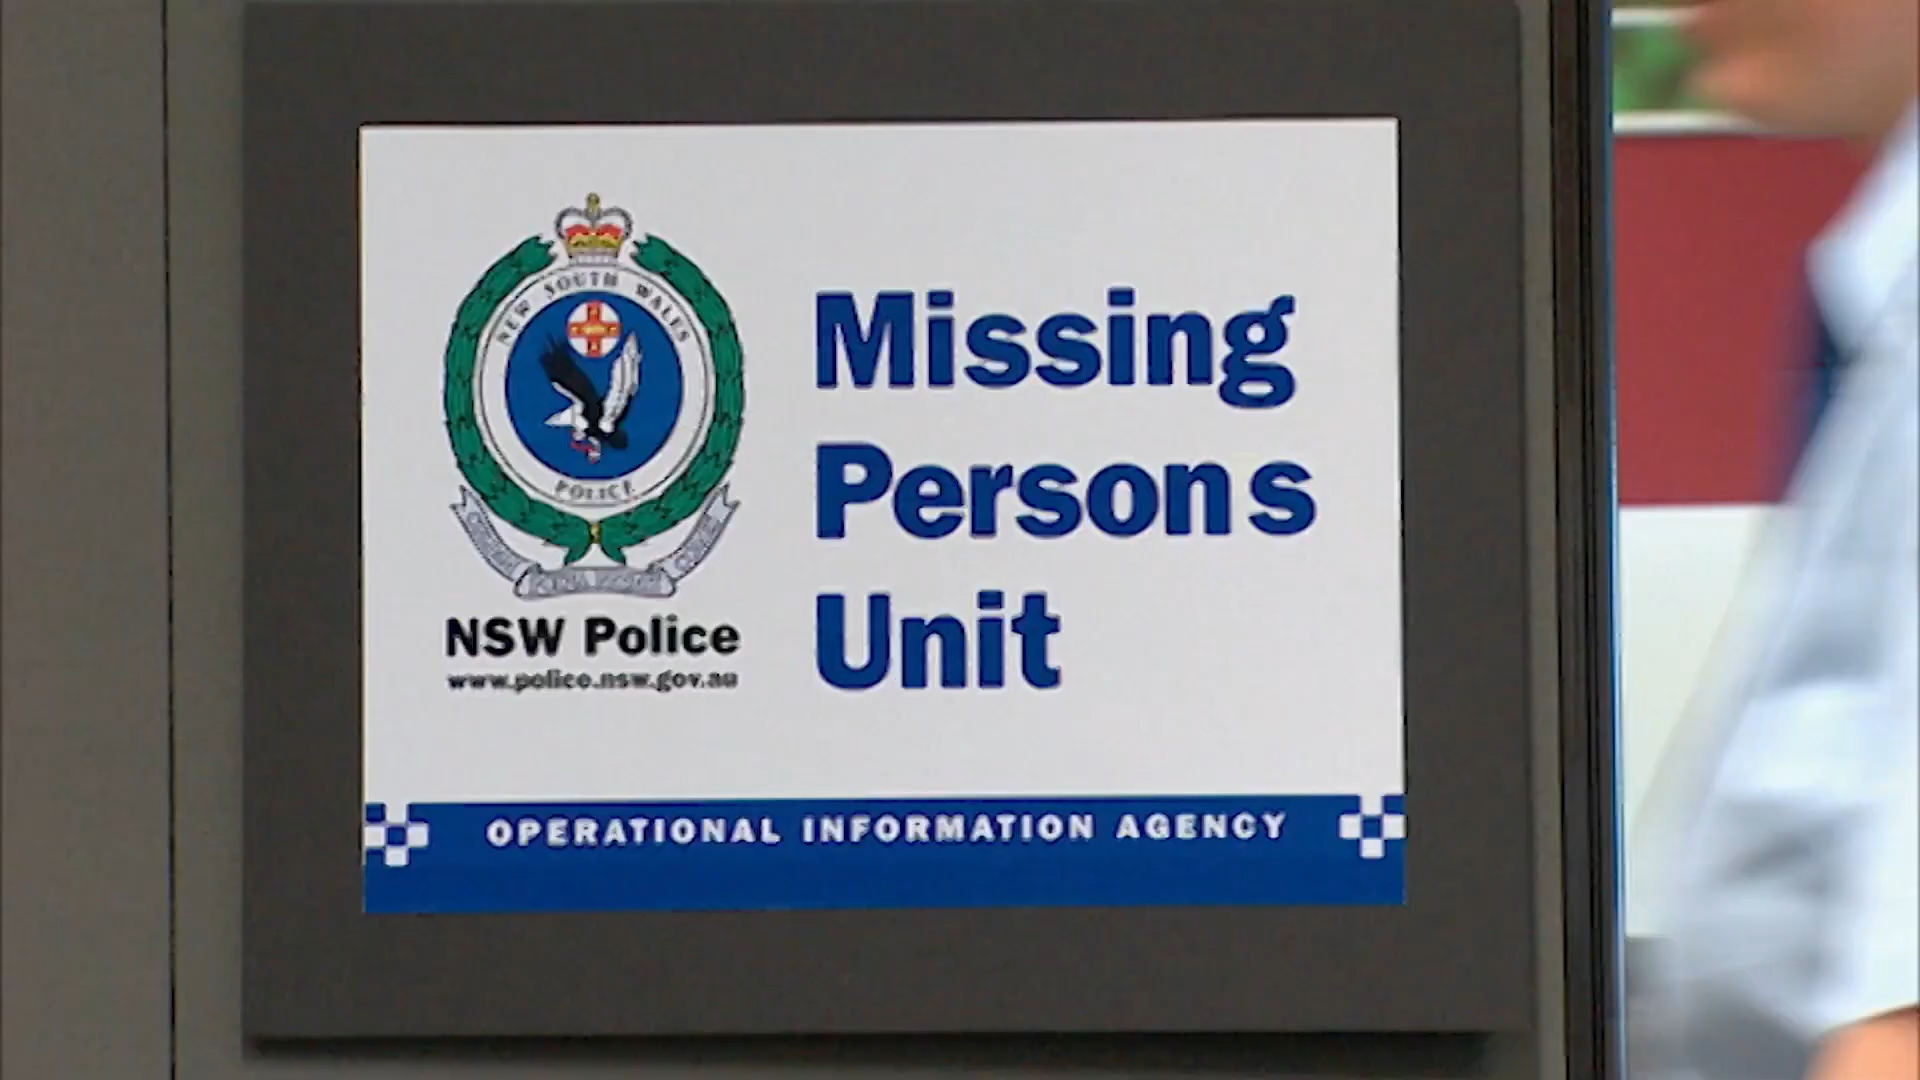 NEW SOUTH WALES
POLICE
NSW Police
www.police.nsw.gov.au
Missing
Persons
Unit
OPERATIONAL INFORMATION AGENCY